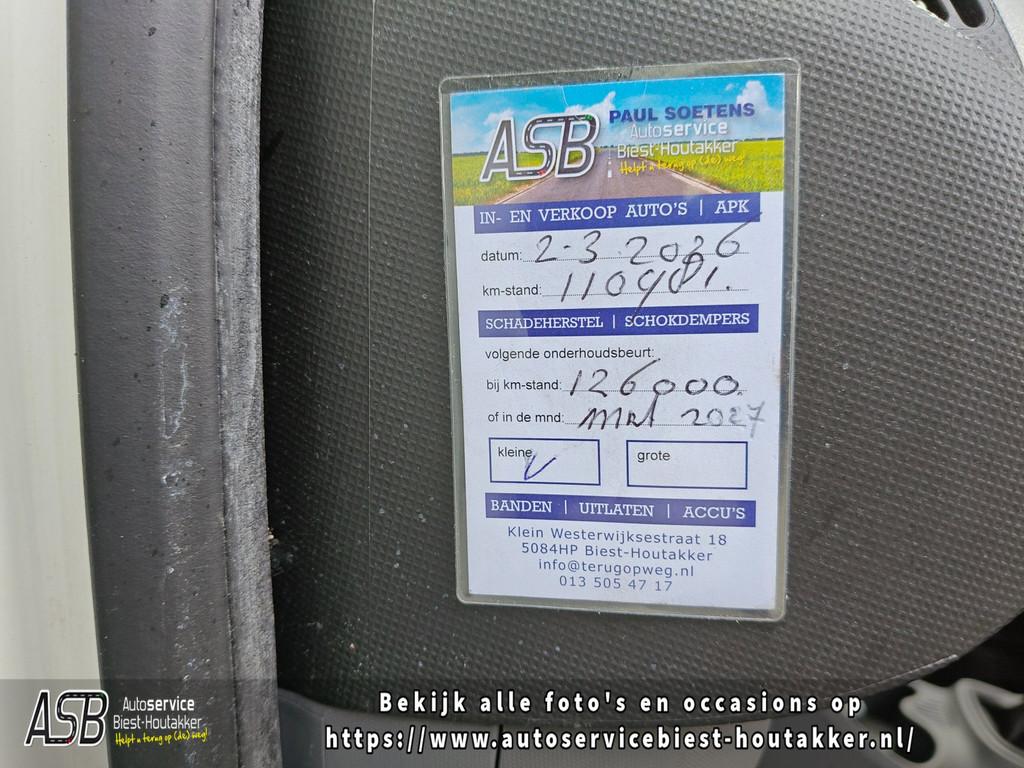 ASB
PAUL SOETENS
Autoservice
Biest-Houtakker
Helpt u terug op (de) weg!
IN- EN VERKOOP AUTO'S | APK
datum: 2-3-2026
km-stand:
SCHADEHERSTEL | SCHOKDEMPERS
volgende onderhoudsbeurt:
bij km-stand: 126000.
of in de mnd: 2027
kleine V
grote
BANDEN | UITLATEN | ACCU'S
Klein Westerwijksestraat 18
5084HP Biest-Houtakker
info@terugopweg.nl
013 505 47 17
ASB
Autoservice
Biest-Houtakker
Helpt u terug op (de) weg!
Bekijk alle foto's en occasions op
https://www.autoservicebiest-houtakker.nl/